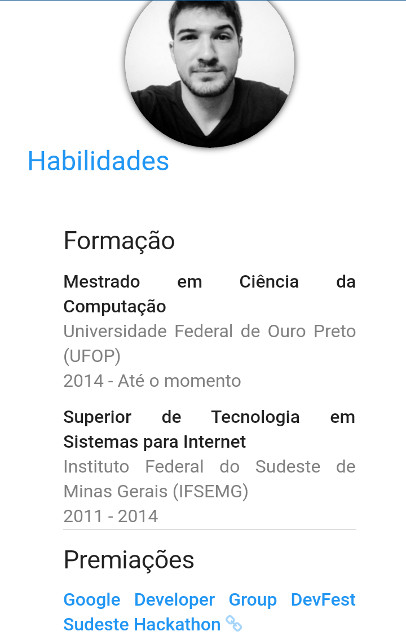 Habilidades
Formação
Mestrado em Ciência da
Computação
Universidade Federal de Ouro Preto
(UFOP)
2014 - Até o momento
Superior de Tecnologia em
Sistemas para Internet
Instituto Federal do Sudeste de
Minas Gerais (IFSEMG)
2011 - 2014
Premiações
Google Developer Group DevFest
Sudeste Hackathon